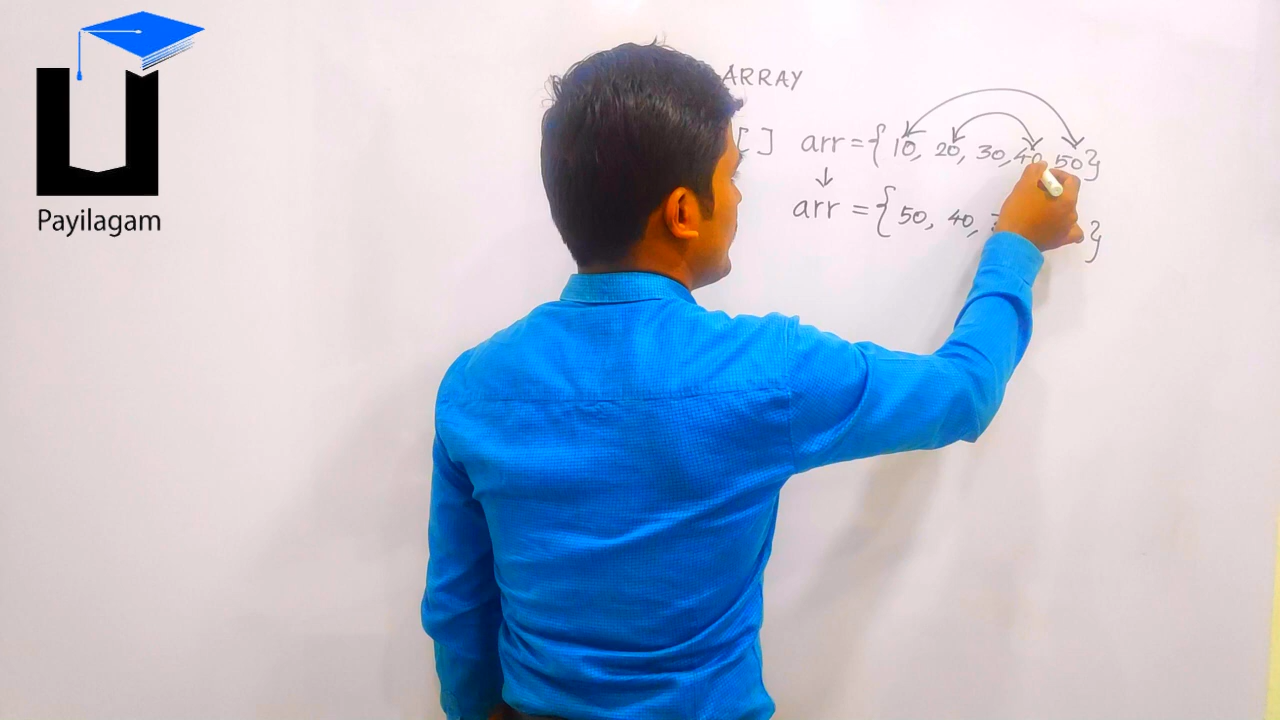 Payilagam
ARRAY
[ ] arr = { 10, 20, 30, 40, 50 }
↓
arr = { 50, 40, }